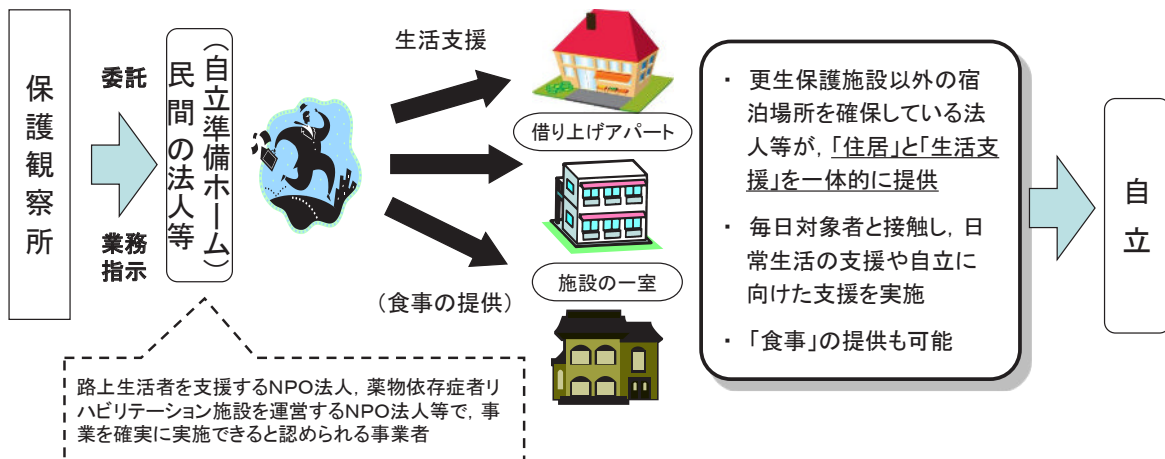 保護観察所
委託
業務
指示
民間の法人等
（自立準備ホーム）
生活支援
（食事の提供）
借り上げアパート
施設の一室
・ 更生保護施設以外の宿
泊場所を確保している法
人等が，「住居」と「生活支
援」を一体的に提供
・ 毎日対象者と接触し，日
常生活の支援や自立に
向けた支援を実施
・ 「食事」の提供も可能
自立
路上生活者を支援するNPO法人，薬物依存症者リ
ハビリテーション施設を運営するNPO法人等で，事
業を確実に実施できると認められる事業者